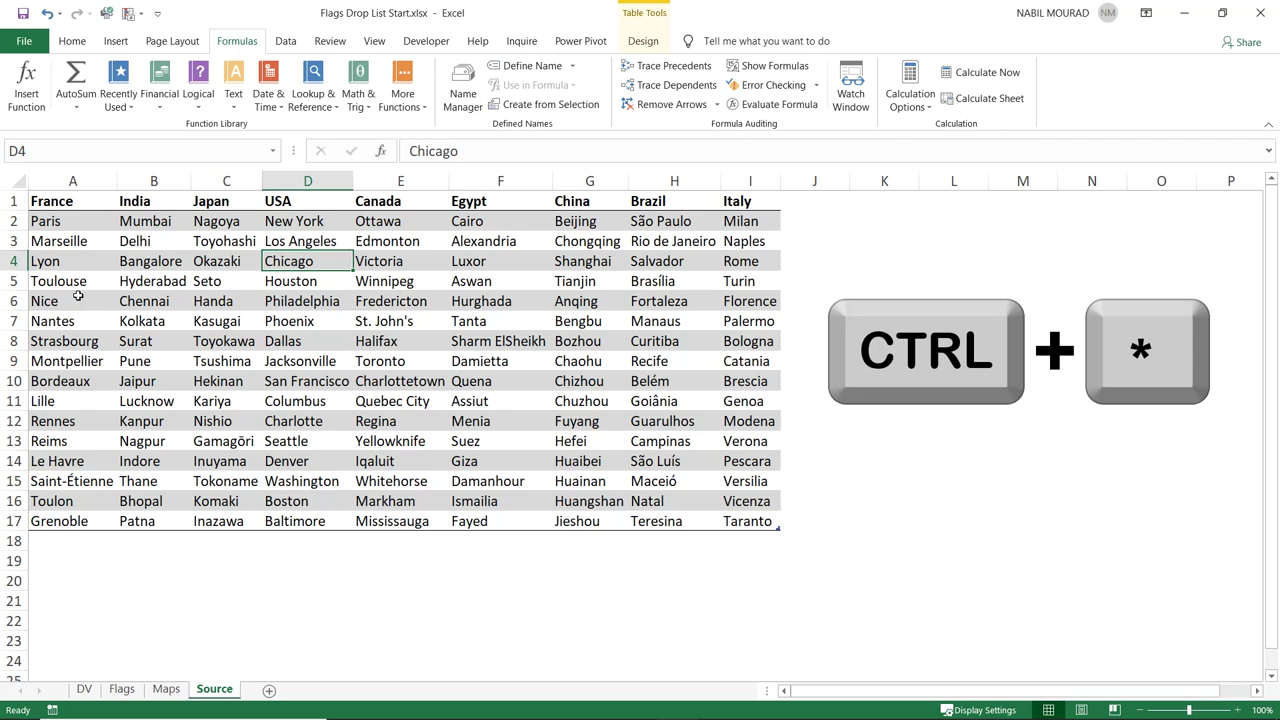 Flags Drop List Start.xlsx - Excel
Table Tools
NABIL MOURAD NM
File Home Insert Page Layout Formulas Data Review View Developer Help Inquire Power Pivot Design Tell me what you want to do Share
fx Insert Function
Σ AutoSum
Recently Used
Financial
Logical
Text
Date & Time
Lookup & Reference
Math & Trig
More Functions
Function Library
Name Manager
Define Name
Use in Formula
Create from Selection
Defined Names
Trace Precedents
Trace Dependents
Remove Arrows
Show Formulas
Error Checking
Evaluate Formula
Watch Window
Formula Auditing
Calculation Options
Calculate Now
Calculate Sheet
Calculation
D4 fx Chicago
A B C D E F G H I J K L M N O P
1 France India Japan USA Canada Egypt China Brazil Italy
2 Paris Mumbai Nagoya New York Ottawa Cairo Beijing São Paulo Milan
3 Marseille Delhi Toyohashi Los Angeles Edmonton Alexandria Chongqing Rio de Janeiro Naples
4 Lyon Bangalore Okazaki Chicago Victoria Luxor Shanghai Salvador Rome
5 Toulouse Hyderabad Seto Houston Winnipeg Aswan Tianjin Brasília Turin
6 Nice Chennai Handa Philadelphia Fredericton Hurghada Anqing Fortaleza Florence
7 Nantes Kolkata Kasugai Phoenix St. John's Tanta Bengbu Manaus Palermo
8 Strasbourg Surat Toyokawa Dallas Halifax Sharm ElSheikh Bozhou Curitiba Bologna
9 Montpellier Pune Tsushima Jacksonville Toronto Damietta Chaohu Recife Catania
10 Bordeaux Jaipur Hekinan San Francisco Charlottetown Quena Chizhou Belém Brescia
11 Lille Lucknow Kariya Columbus Quebec City Assiut Chuzhou Goiânia Genoa
12 Rennes Kanpur Nishio Charlotte Regina Menia Fuyang Guarulhos Modena
13 Reims Nagpur Gamagōri Seattle Yellowknife Suez Hefei Campinas Verona
14 Le Havre Indore Inuyama Denver Iqaluit Giza Huaibei São Luís Pescara
15 Saint-Étienne Thane Tokoname Washington Whitehorse Damanhour Huainan Maceió Versilia
16 Toulon Bhopal Komaki Boston Markham Ismailia Huangshan Natal Vicenza
17 Grenoble Patna Inazawa Baltimore Mississauga Fayed Jieshou Teresina Taranto
18
19
20
21
22
23
24
25
CTRL + *
DV Flags Maps Source
Ready Display Settings 100%